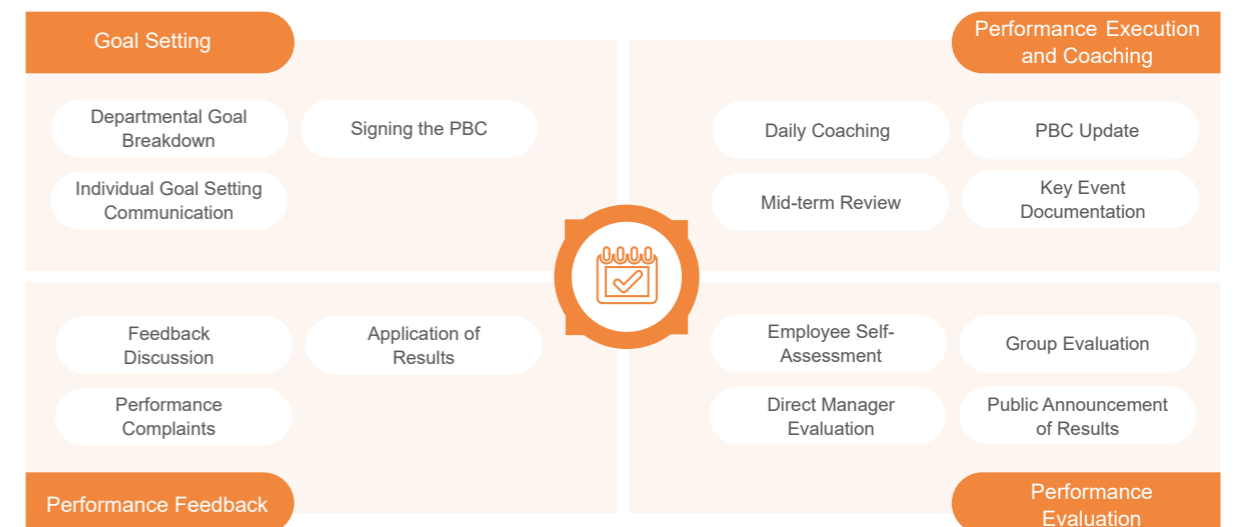 Goal Setting
Departmental Goal
Breakdown
Signing the PBC
Individual Goal Setting
Communication
Performance Execution
and Coaching
Daily Coaching
PBC Update
Mid-term Review
Key Event
Documentation
Feedback
Discussion
Application of
Results
Performance
Complaints
Performance Feedback
Employee Self-
Assessment
Group Evaluation
Direct Manager
Evaluation
Public Announcement
of Results
Performance
Evaluation